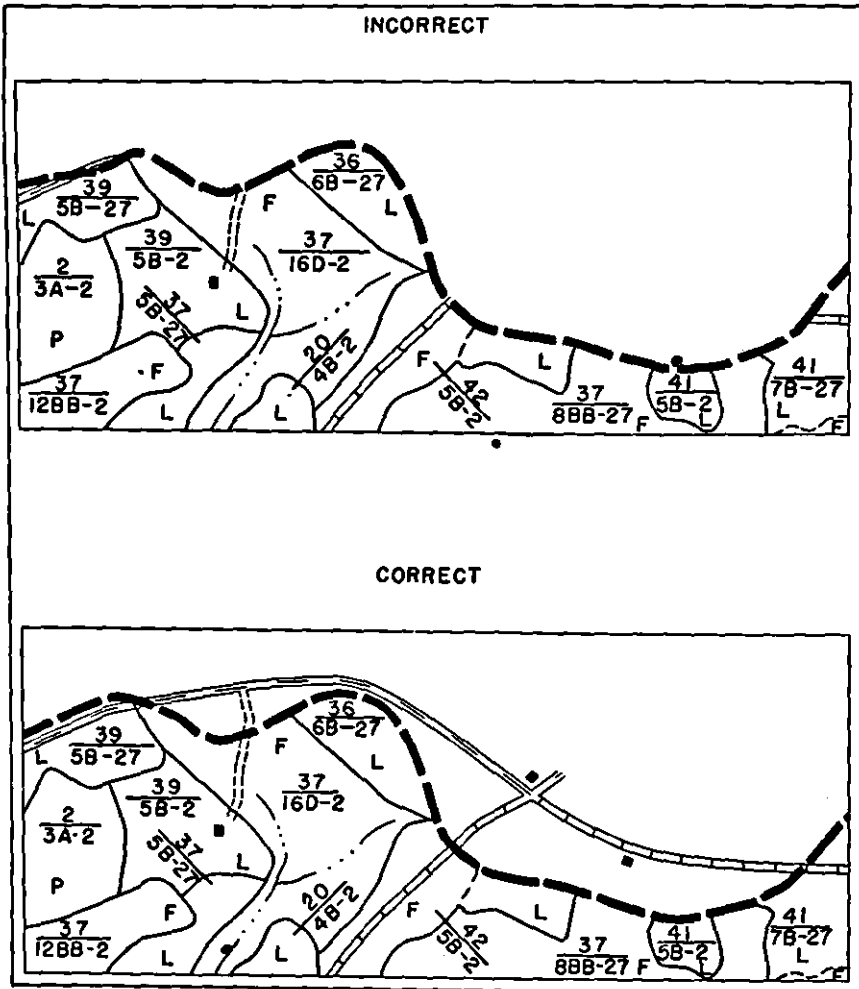 INCORRECT
36
6B-27
39
5B-27
F
L
L
39
5B-2
37
16D-2
2
3A-2
37
5B-27
L
P
20
4B-2
F
L
41
7B-27
F
42
5B-2
41
5B-2
37
12BB-2
37
8BB-27
F
L
L
L
L
F
CORRECT
36
6B-27
39
5B-27
F
L
L
39
5B-2
37
16D-2
2
3A-2
37
5B-27
L
P
20
4B-2
F
L
41
7B-27
F
42
5B-2
41
5B-2
37
12BB-2
37
8BB-27
F
L
L
L
L
F